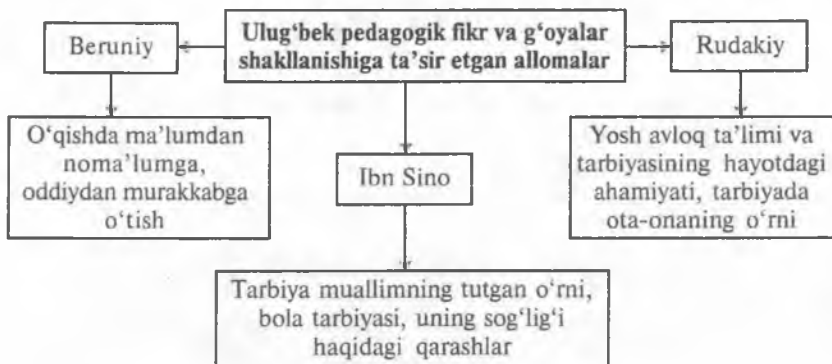 Beruniy
Ulug‘bek pedagogik fikr va g‘oyalar
shakllanishiga ta’sir etgan allomalar
Rudakiy
O‘qishda ma’lumdan
noma’lumga,
oddiydan murakkabga
o‘tish
Ibn Sino
Yosh avloq ta’limi va
tarbiyasining hayotdagi
ahamiyati, tarbiyada
ota-onaning o‘rni
Tarbiya muallimning tutgan o‘rni,
bola tarbiyasi, uning sog‘lig‘i
haqidagi qarashlar